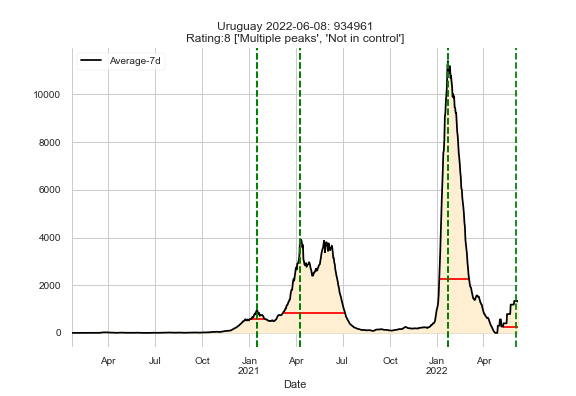 Uruguay 2022-06-08: 934961
Rating:8 ['Multiple peaks', 'Not in control']
Average-7d
10000
8000
6000
4000
2000
0
Apr Jul Oct Jan Apr Jul Oct Jan Apr
2021 2022
Date